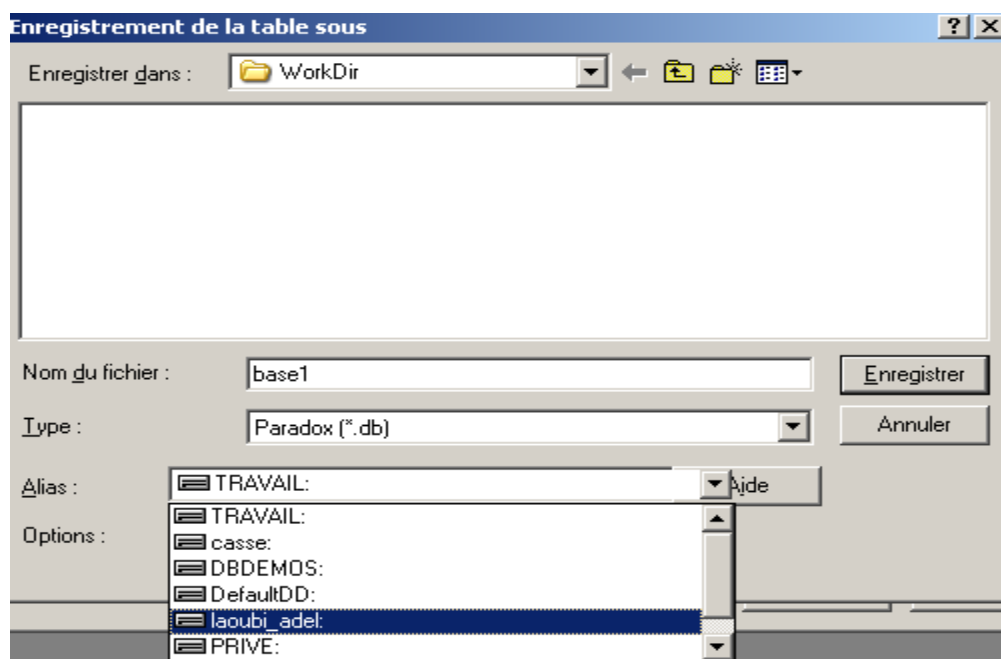 Enregistrement de la table sous
Enregistrer dans :
WorkDir
Nom du fichier :
base1
Enregistrer
Type :
Paradox (*.db)
Annuler
Alias :
TRAVAIL:
Aide
Options :
TRAVAIL:
casse:
DBDEMOS:
DefaultDD:
laoubi_adel:
PRIVE: